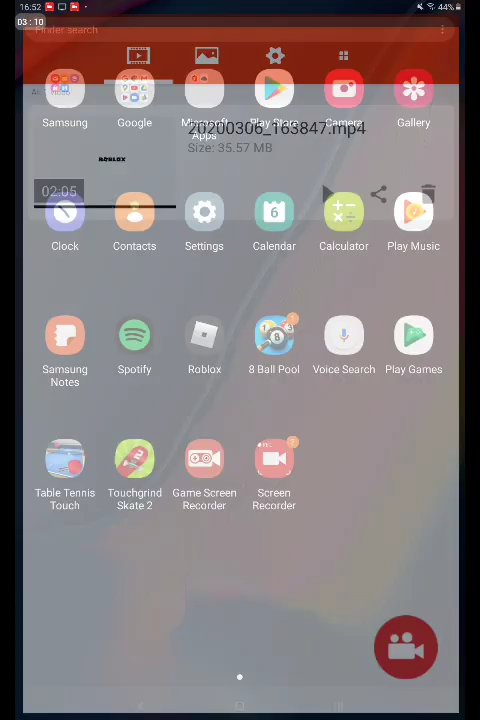 16:52
44%
03 : 10
Finder search
Samsung
Google
Microsoft Apps
Play Store
Camera
Gallery
20200306_163847.mp4
Size: 35.57 MB
ROBLOX
02:05
Clock
Contacts
Settings
6
Calendar
Calculator
Play Music
Samsung Notes
Spotify
Roblox
8 Ball Pool
Voice Search
Play Games
Table Tennis Touch
Touchgrind Skate 2
Game Screen Recorder
Screen Recorder